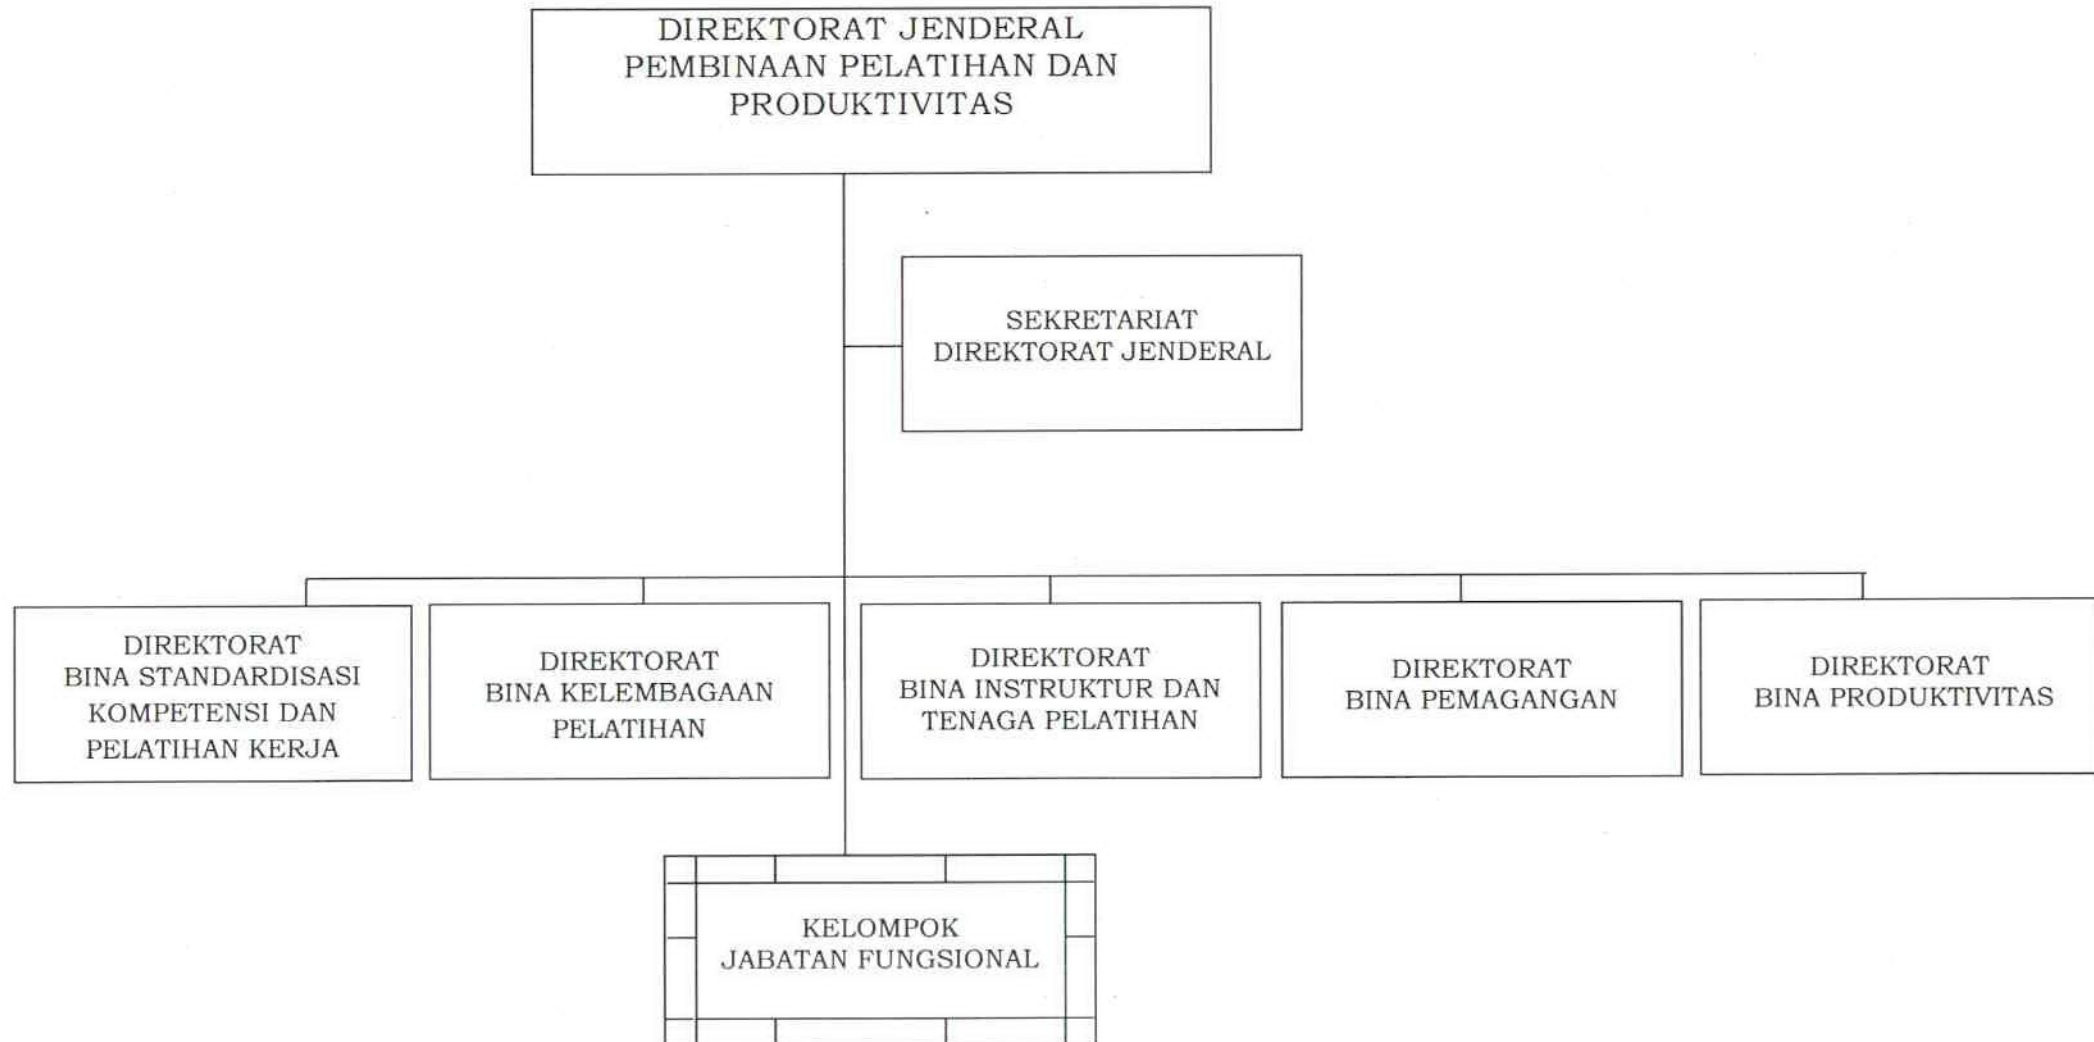 DIREKTORAT JENDERAL
PEMBINAAN PELATIHAN DAN
PRODUKTIVITAS
SEKRETARIAT
DIREKTORAT JENDERAL
DIREKTORAT
BINA STANDARDISASI
KOMPETENSI DAN
PELATIHAN KERJA
DIREKTORAT
BINA KELEMBAGAAN
PELATIHAN
DIREKTORAT
BINA INSTRUKTUR DAN
TENAGA PELATIHAN
DIREKTORAT
BINA PEMAGANGAN
DIREKTORAT
BINA PRODUKTIVITAS
KELOMPOK
JABATAN FUNGSIONAL